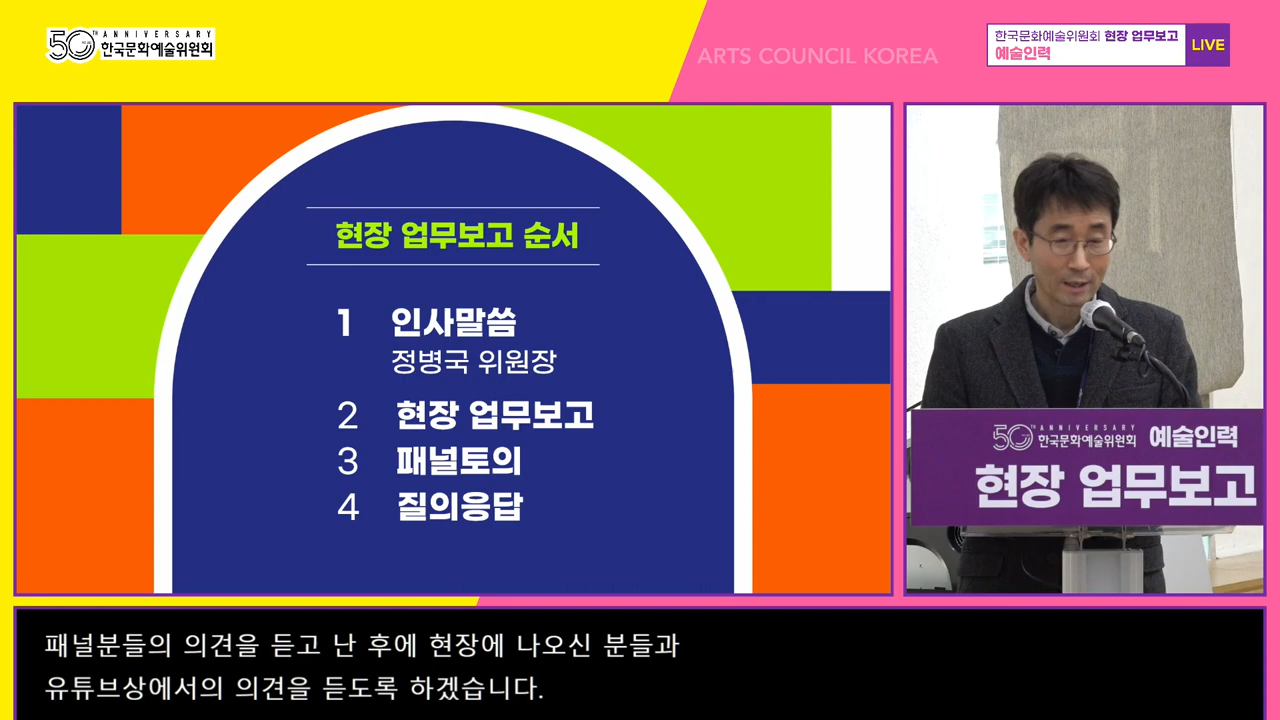 50TH ANNIVERSARY
한국문화예술위원회
ARTS COUNCIL KOREA
한국문화예술위원회 현장 업무보고
예술인력
LIVE
현장 업무보고 순서
1 인사말씀
정병국 위원장
2 현장 업무보고
3 패널토의
4 질의응답
50TH ANNIVERSARY
한국문화예술위원회 예술인력
현장 업무보고
패널분들의 의견을 듣고 난 후에 현장에 나오신 분들과
유튜브상에서의 의견을 듣도록 하겠습니다.